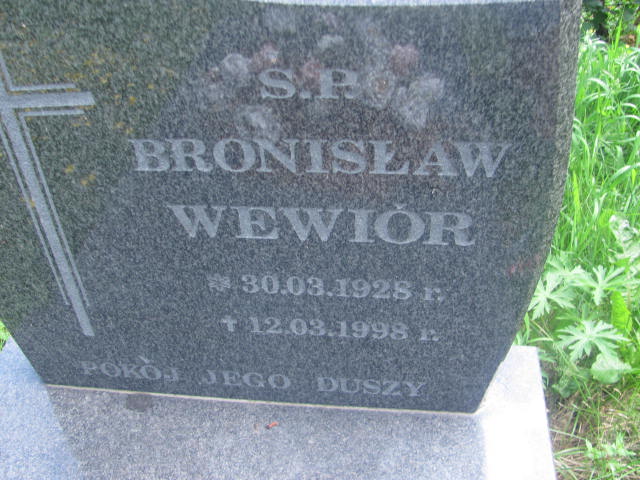 Ś.P.
BRONISŁAW
WEWIÓR
* 30.03.1928 r.
✝ 12.03.1998 r.
POKÓJ JEGO DUSZY